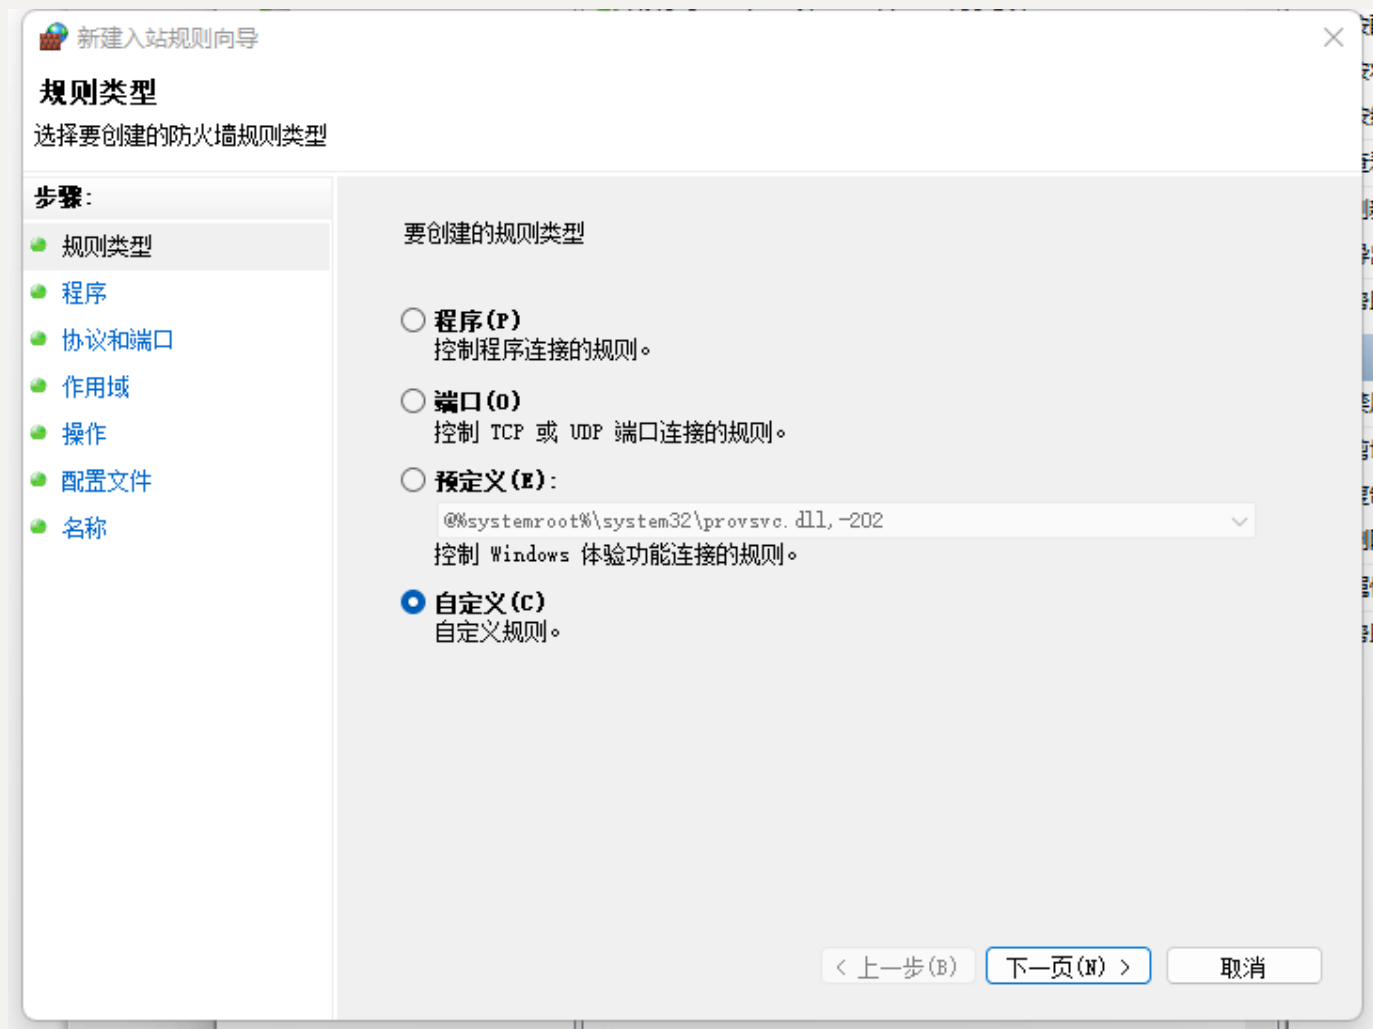 新建入站规则向导
规则类型
选择要创建的防火墙规则类型
步骤:
规则类型
程序
协议和端口
作用域
操作
配置文件
名称
要创建的规则类型
程序(P)
控制程序连接的规则。
端口(O)
控制 TCP 或 UDP 端口连接的规则。
预定义(E):
@%systemroot%\system32\provsvc.dll,-202
控制 Windows 体验功能连接的规则。
自定义(C)
自定义规则。
< 上一步(B)
下一页(N) >
取消